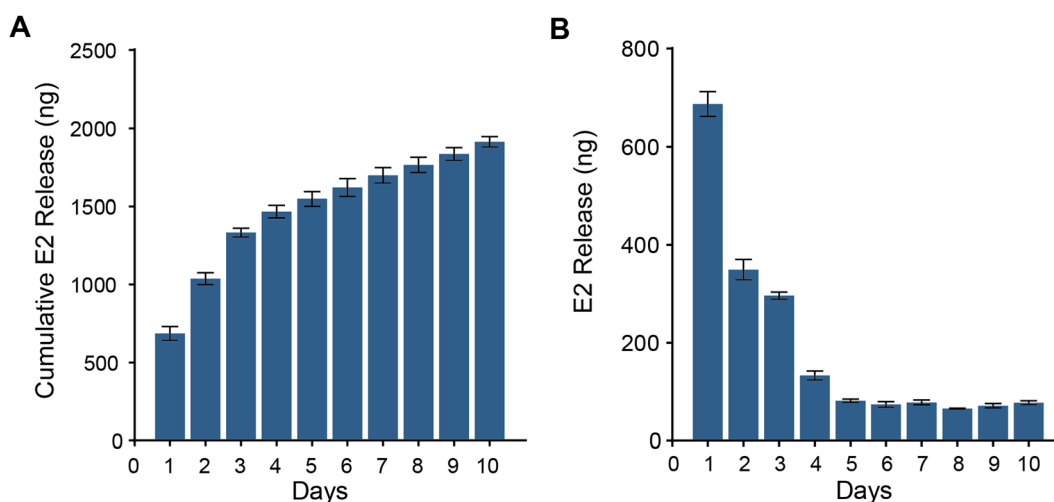 A
Cumulative E2 Release (ng)
2500
2000
1500
1000
500
0
0 1 2 3 4 5 6 7 8 9 10
Days
B
E2 Release (ng)
800
600
400
200
0
0 1 2 3 4 5 6 7 8 9 10
Days